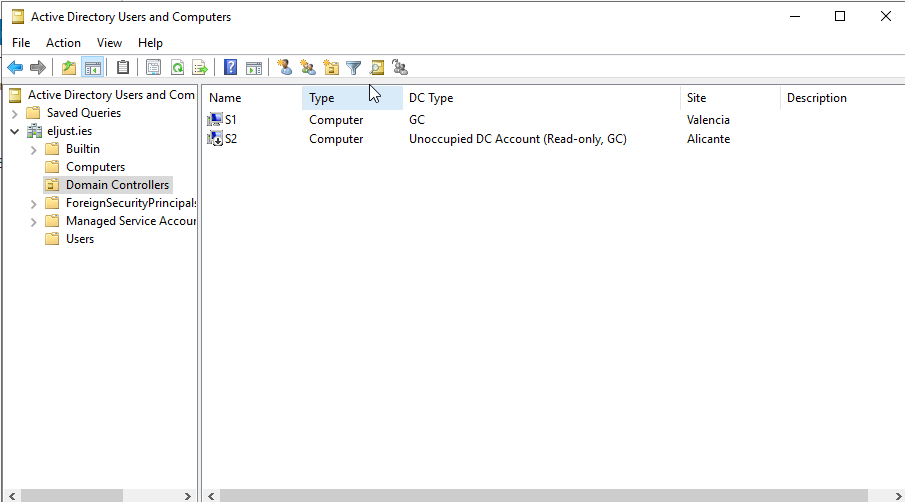 Active Directory Users and Computers
File Action View Help
Active Directory Users and Com
Saved Queries
eljust.ies
Builtin
Computers
Domain Controllers
ForeignSecurityPrincipals
Managed Service Accour
Users
Name Type DC Type Site Description
S1 Computer GC Valencia
S2 Computer Unoccupied DC Account (Read-only, GC) Alicante